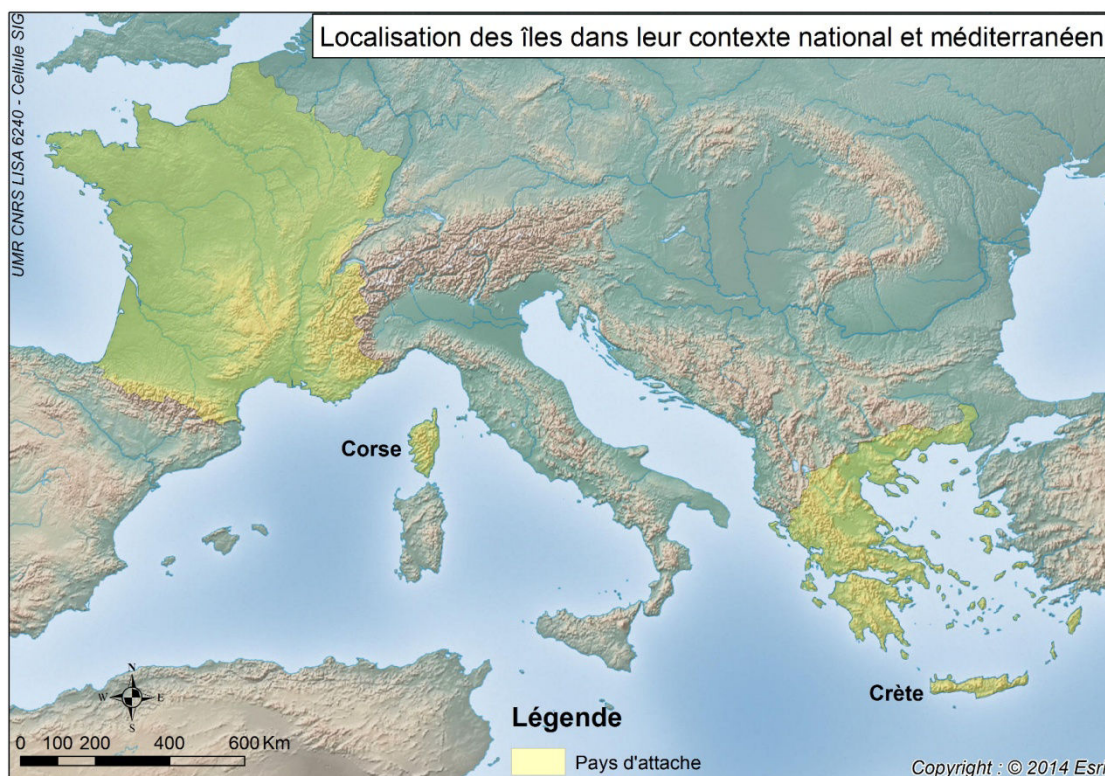 Localisation des îles dans leur contexte national et méditerranéen
UMR CNRS LISA 6240 - Cellule SIG
Corse
Crète
N
W E
S
Légende
0 100 200 400 600 Km
Pays d'attache
Copyright : © 2014 Esri